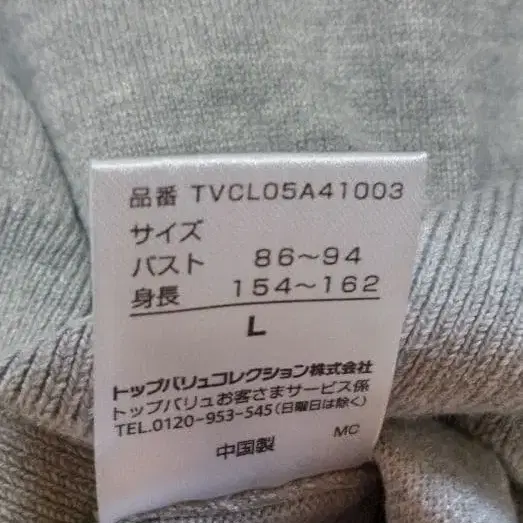 品番 TVCL05A41003
サイズ
バスト 86～94
身長 154～162
L
トップバリュコレクション株式会社
トップバリュお客さまサービス係
TEL.0120-953-545(日曜日は除く)
中国製 MC